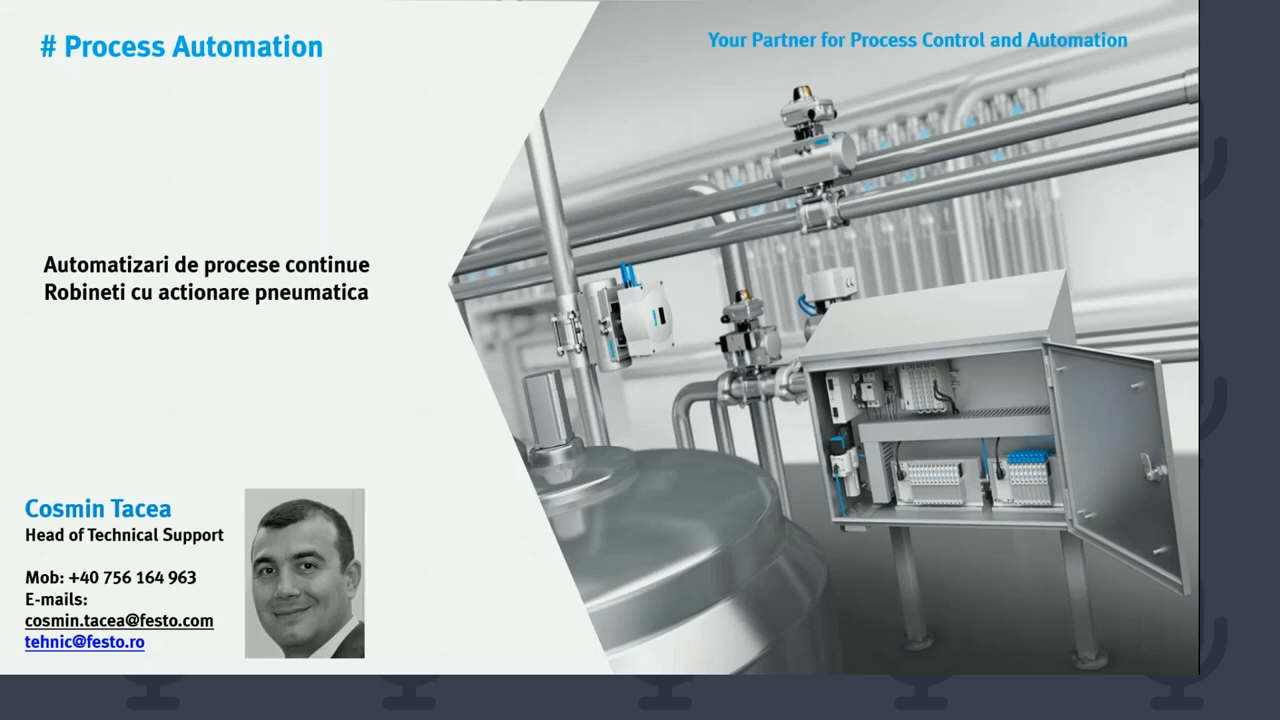 # Process Automation
Your Partner for Process Control and Automation
Automatizari de procese continue
Robineti cu actionare pneumatica
Cosmin Tacea
Head of Technical Support
Mob: +40 756 164 963
E-mails:
cosmin.tacea@festo.com
tehnic@festo.ro